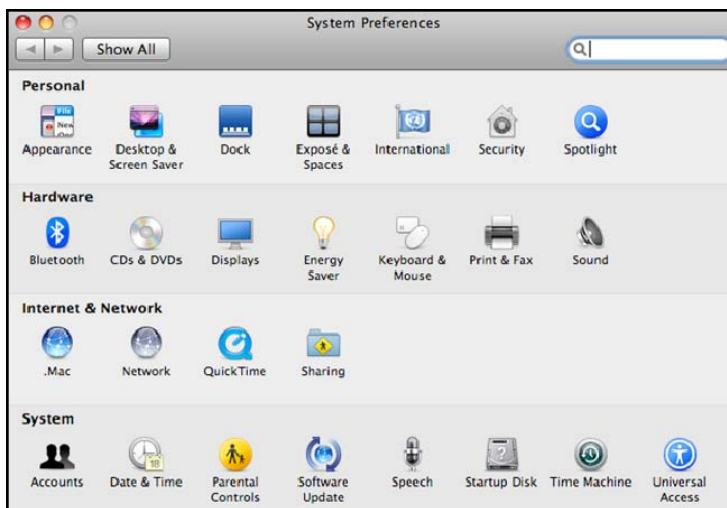 System Preferences
Show All
Personal
Appearance Desktop & Screen Saver Dock Exposé & Spaces International Security Spotlight
Hardware
Bluetooth CDs & DVDs Displays Energy Saver Keyboard & Mouse Print & Fax Sound
Internet & Network
.Mac Network QuickTime Sharing
System
Accounts Date & Time Parental Controls Software Update Speech Startup Disk Time Machine Universal Access